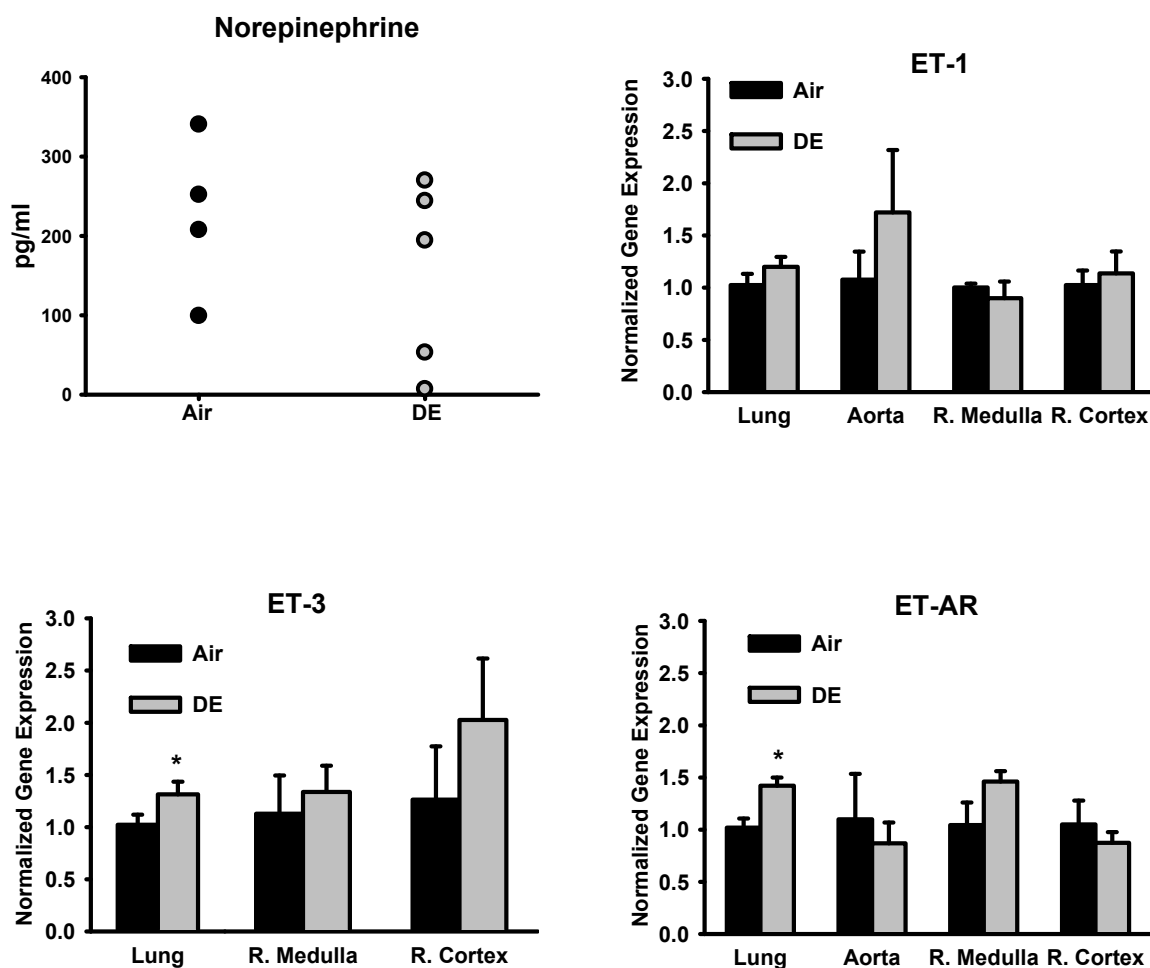 Norepinephrine
pg/ml
400
300
200
100
0
Air
DE
ET-1
Normalized Gene Expression
3.0
2.5
2.0
1.5
1.0
0.5
0.0
Air
DE
Lung
Aorta
R. Medulla
R. Cortex
ET-3
Normalized Gene Expression
3.0
2.5
2.0
1.5
1.0
0.5
0.0
Air
DE
*
Lung
R. Medulla
R. Cortex
ET-AR
Normalized Gene Expression
3.0
2.5
2.0
1.5
1.0
0.5
0.0
Air
DE
*
Lung
Aorta
R. Medulla
R. Cortex